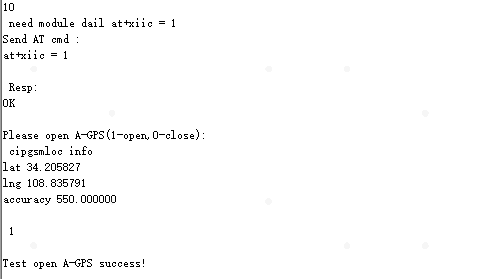 10
need module dail at+xiic = 1
Send AT cmd :
at+xiic = 1
Resp:
OK
Please open A-GPS(1-open,0-close):
cipgsmloc info
lat 34.205827
lng 108.835791
accuracy 550.000000
1
Test open A-GPS success!